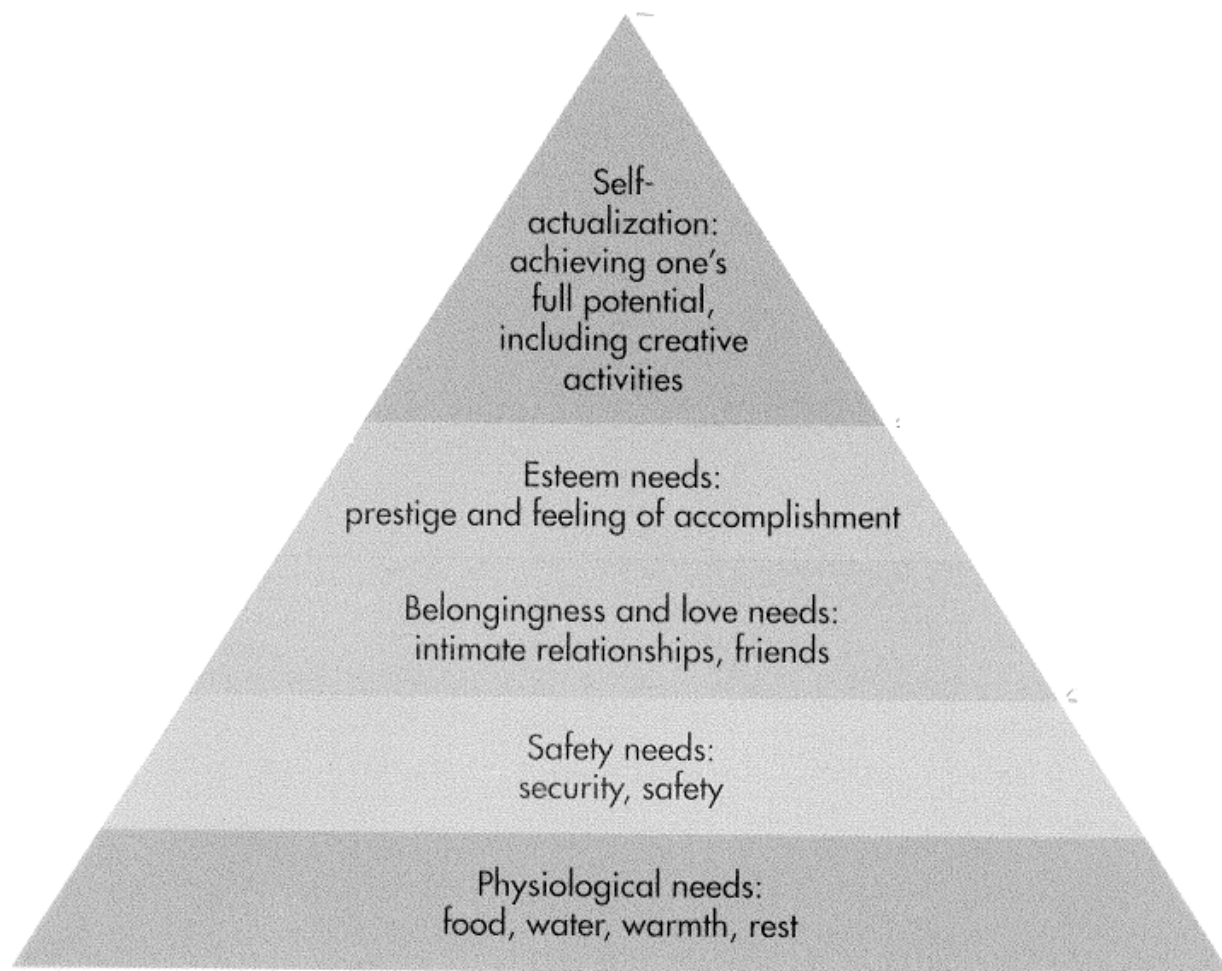 Self-
actualization:
achieving one's
full potential,
including creative
activities
Esteem needs:
prestige and feeling of accomplishment
Belongingness and love needs:
intimate relationships, friends
Safety needs:
security, safety
Physiological needs:
food, water, warmth, rest